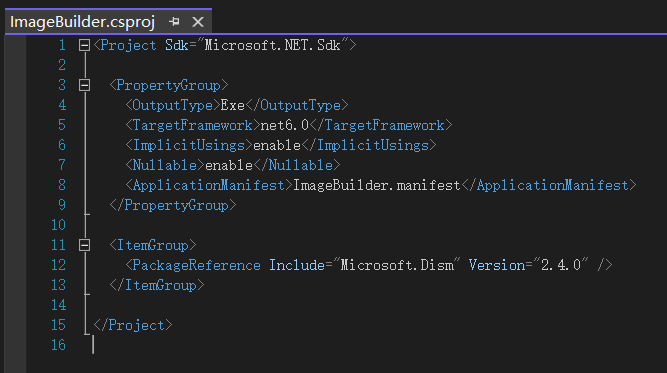 ImageBuilder.csproj
1 <Project Sdk="Microsoft.NET.Sdk">
2
3 <PropertyGroup>
4 <OutputType>Exe</OutputType>
5 <TargetFramework>net6.0</TargetFramework>
6 <ImplicitUsings>enable</ImplicitUsings>
7 <Nullable>enable</Nullable>
8 <ApplicationManifest>ImageBuilder.manifest</ApplicationManifest>
9 </PropertyGroup>
10
11 <ItemGroup>
12 <PackageReference Include="Microsoft.Dism" Version="2.4.0" />
13 </ItemGroup>
14
15 </Project>
16